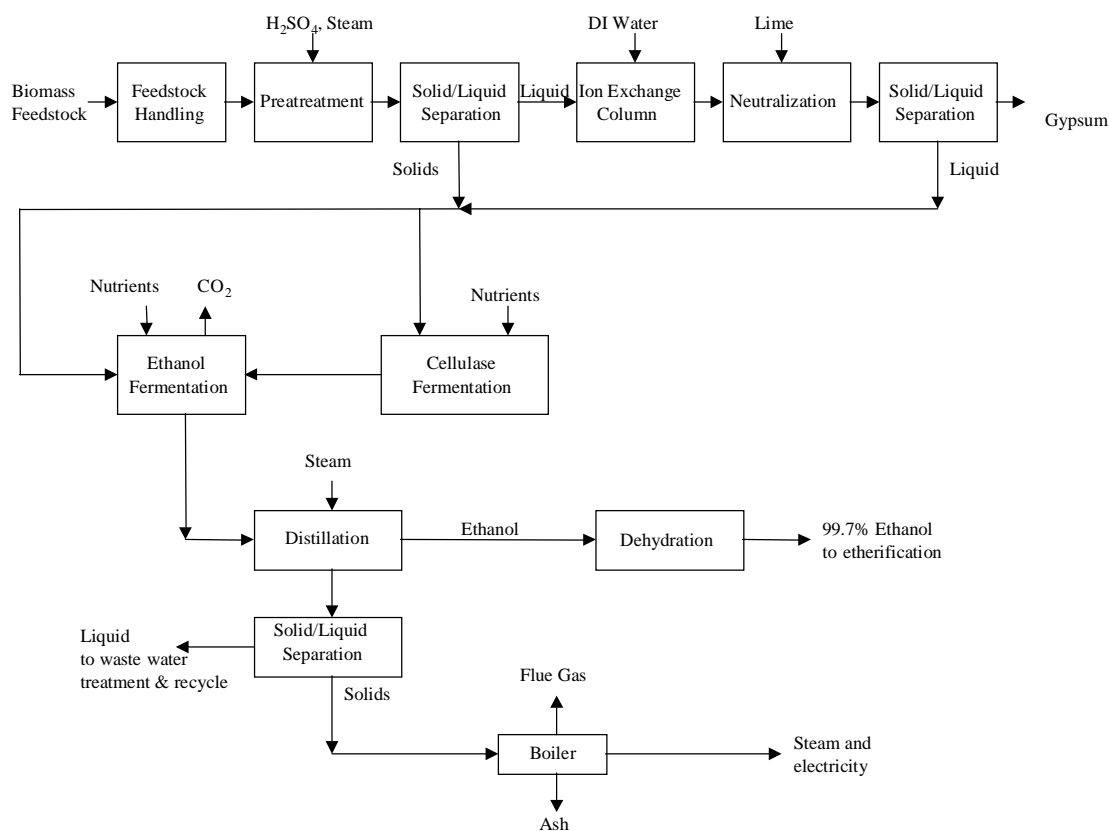 H₂SO₄, Steam
DI Water
Lime
Biomass
Feedstock
Feedstock
Handling
Preatreatment
Solid/Liquid
Separation
Liquid
Ion Exchange
Column
Neutralization
Solid/Liquid
Separation
Gypsum
Solids
Liquid
Nutrients
CO₂
Nutrients
Ethanol
Fermentation
Cellulase
Fermentation
Steam
Distillation
Ethanol
Dehydration
99.7% Ethanol
to etherification
Liquid
to waste water
treatment & recycle
Solid/Liquid
Separation
Solids
Flue Gas
Boiler
Steam and
electricity
Ash